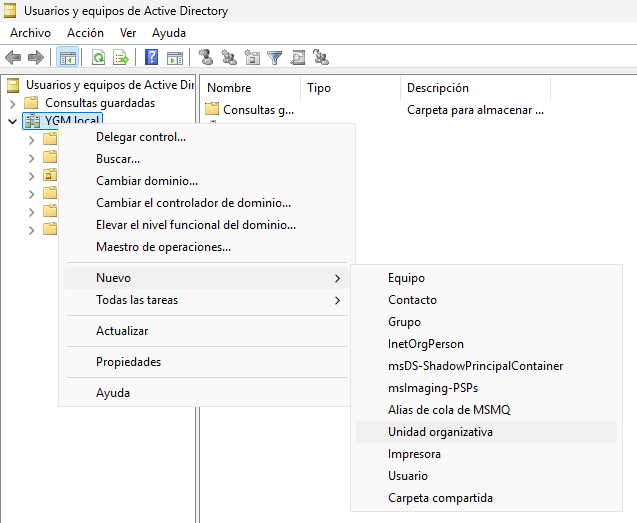 Usuarios y equipos de Active Directory
Archivo Acción Ver Ayuda
Usuarios y equipos de Active Dir
Consultas guardadas
YGM.local
Nombre Tipo Descripción
Consultas g... Carpeta para almacenar ...
Delegar control...
Buscar...
Cambiar dominio...
Cambiar el controlador de dominio...
Elevar el nivel funcional del dominio...
Maestro de operaciones...
Nuevo
Todas las tareas
Actualizar
Propiedades
Ayuda
Equipo
Contacto
Grupo
InetOrgPerson
msDS-ShadowPrincipalContainer
msImaging-PSPs
Alias de cola de MSMQ
Unidad organizativa
Impresora
Usuario
Carpeta compartida